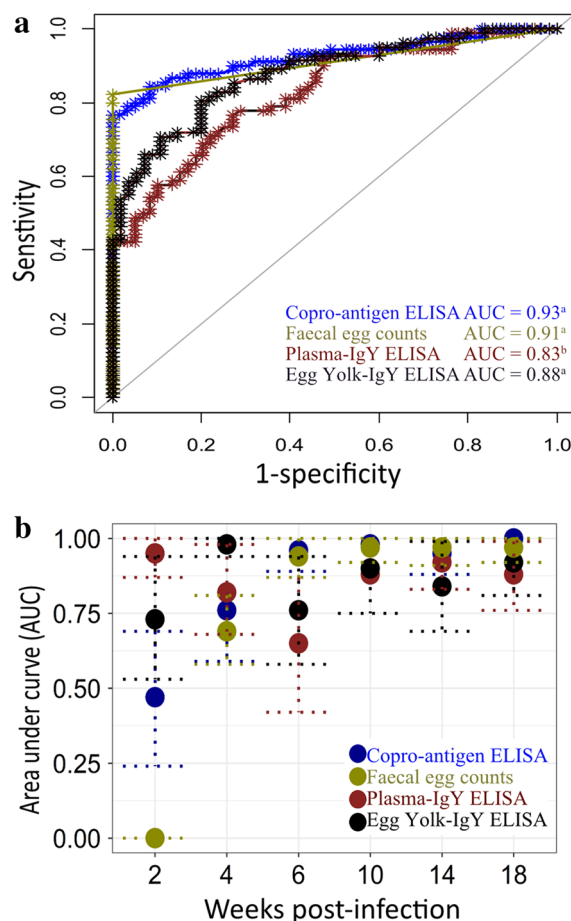 a
Senstivity
1.0
0.8
0.6
0.4
0.2
0.0
Copro-antigen ELISA AUC = 0.93ᵃ
Faecal egg counts AUC = 0.91ᵃ
Plasma-IgY ELISA AUC = 0.83ᵇ
Egg Yolk-IgY ELISA AUC = 0.88ᵃ
0.0 0.2 0.4 0.6 0.8 1.0
1-specificity
b
Area under curve (AUC)
1.00
0.75
0.50
0.25
0.00
Copro-antigen ELISA
Faecal egg counts
Plasma-IgY ELISA
Egg Yolk-IgY ELISA
2 4 6 10 14 18
Weeks post-infection